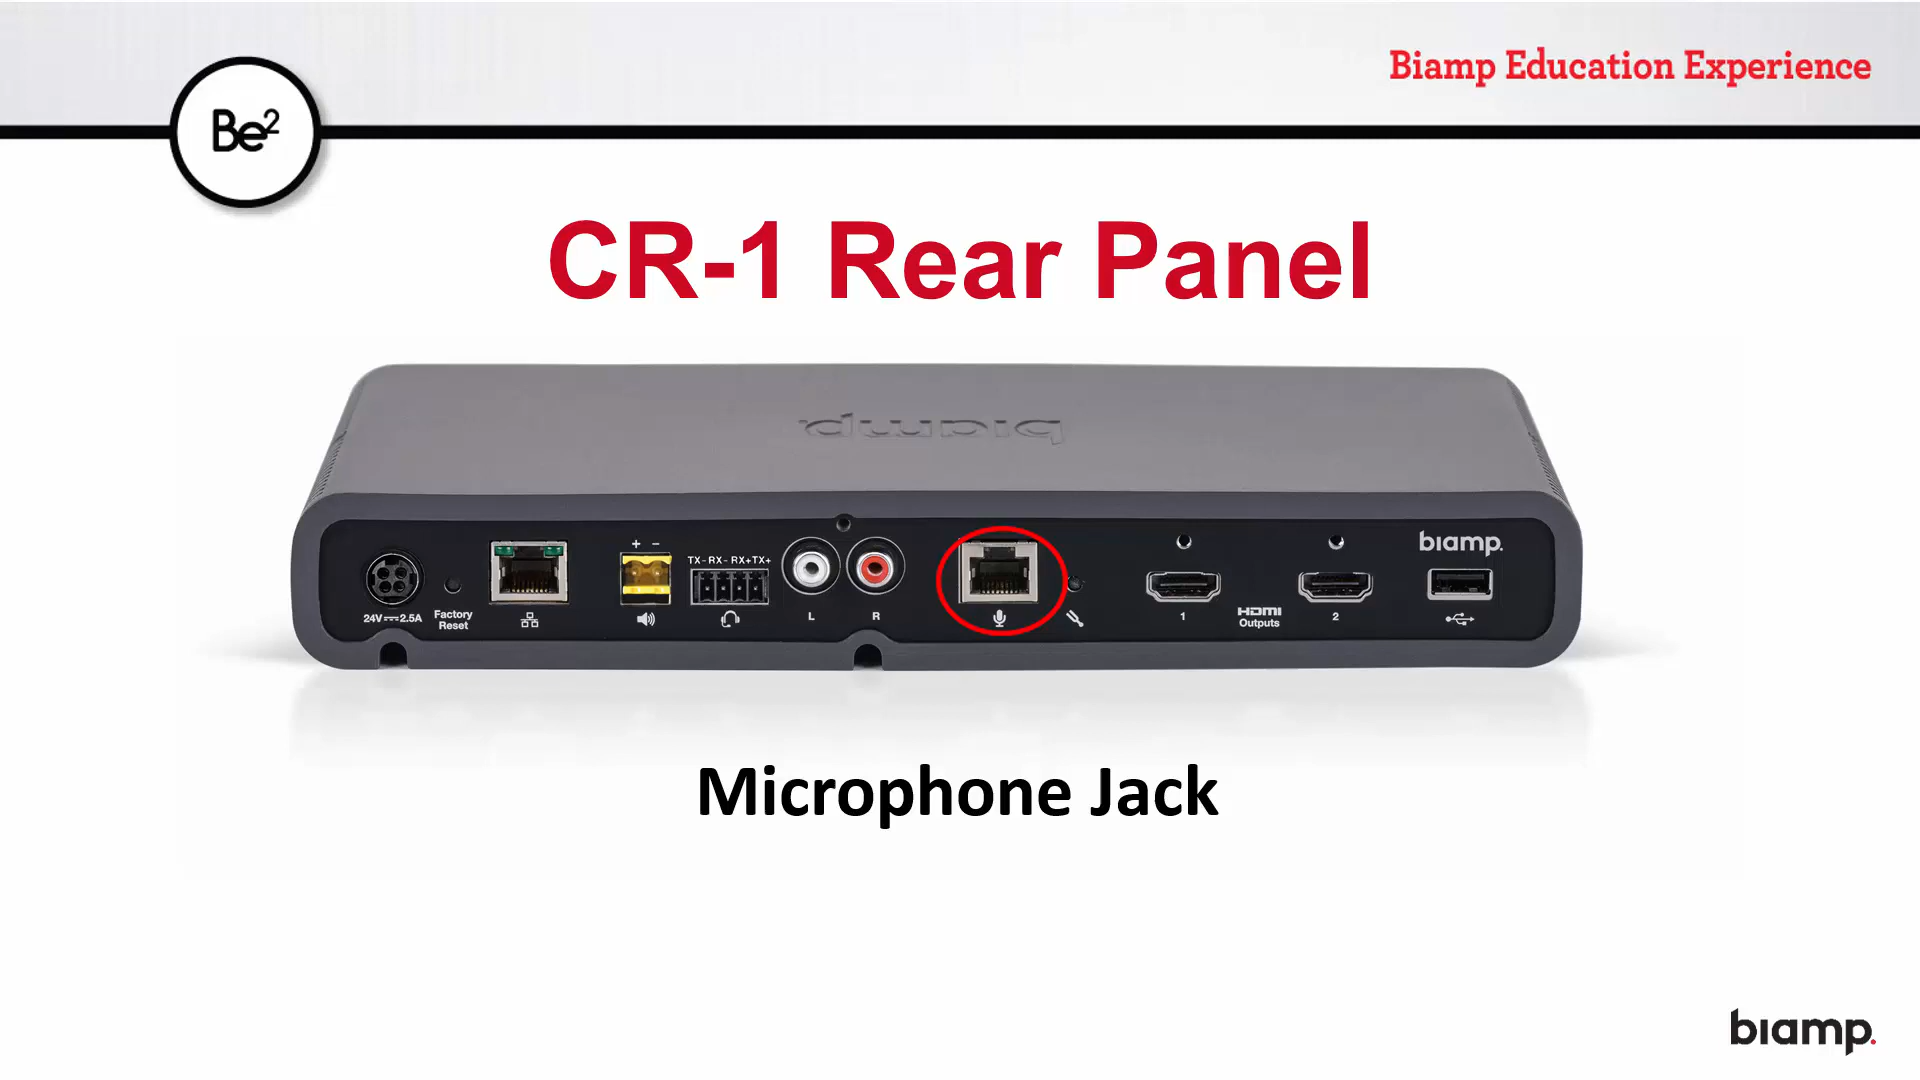 Biamp Education Experience
Be²
CR-1 Rear Panel
biamp.
+ -
TX- RX- RX+ TX+
biamp.
24V⎓2.5A
Factory
Reset
L
R
1
HDMI
Outputs
2
Microphone Jack
biamp.